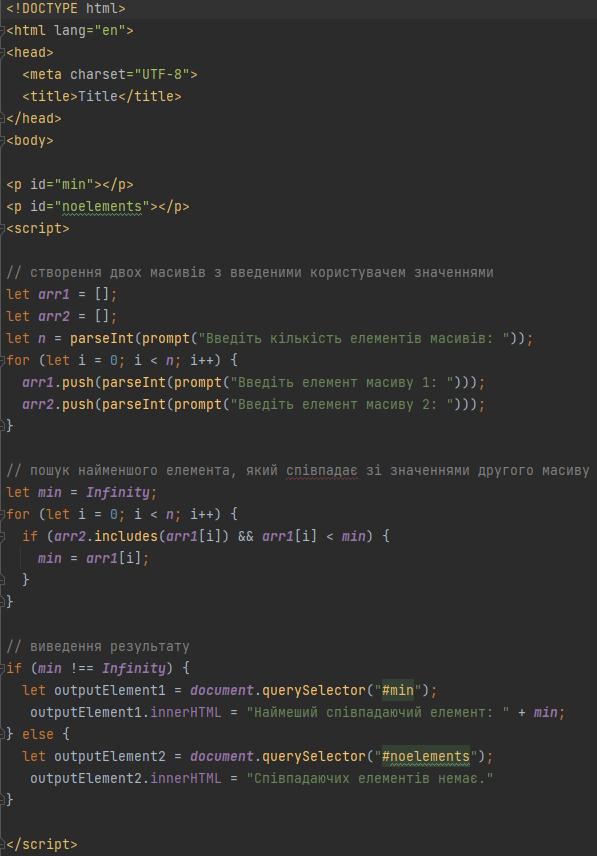 <!DOCTYPE html>
<html lang="en">
<head>
  <meta charset="UTF-8">
  <title>Title</title>
</head>
<body>

<p id="min"></p>
<p id="noelements"></p>
<script>

// створення двох масивів з введеними користувачем значеннями
let arr1 = [];
let arr2 = [];
let n = parseInt(prompt("Введіть кількість елементів масивів: "));
for (let i = 0; i < n; i++) {
  arr1.push(parseInt(prompt("Введіть елемент масиву 1: ")));
  arr2.push(parseInt(prompt("Введіть елемент масиву 2: ")));
}

// пошук найменшого елемента, який співпадає зі значеннями другого масиву
let min = Infinity;
for (let i = 0; i < n; i++) {
  if (arr2.includes(arr1[i]) && arr1[i] < min) {
    min = arr1[i];
  }
}

// виведення результату
if (min !== Infinity) {
  let outputElement1 = document.querySelector("#min");
   outputElement1.innerHTML = "Наймеший співпадаючий елемент: " + min;
} else {
  let outputElement2 = document.querySelector("#noelements");
   outputElement2.innerHTML = "Співпадаючих елементів немає."
}

</script>